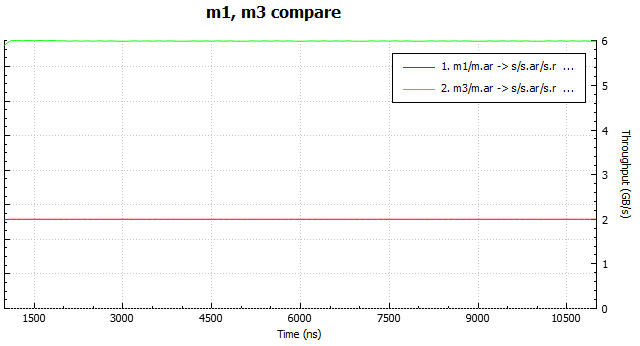 m1, m3 compare
1. m1/m.ar -> s/s.ar/s.r ...
2. m3/m.ar -> s/s.ar/s.r ...
6
5
4
3
2
1
0
Throughput (GB/s)
1500 3000 4500 6000 7500 9000 10500
Time (ns)